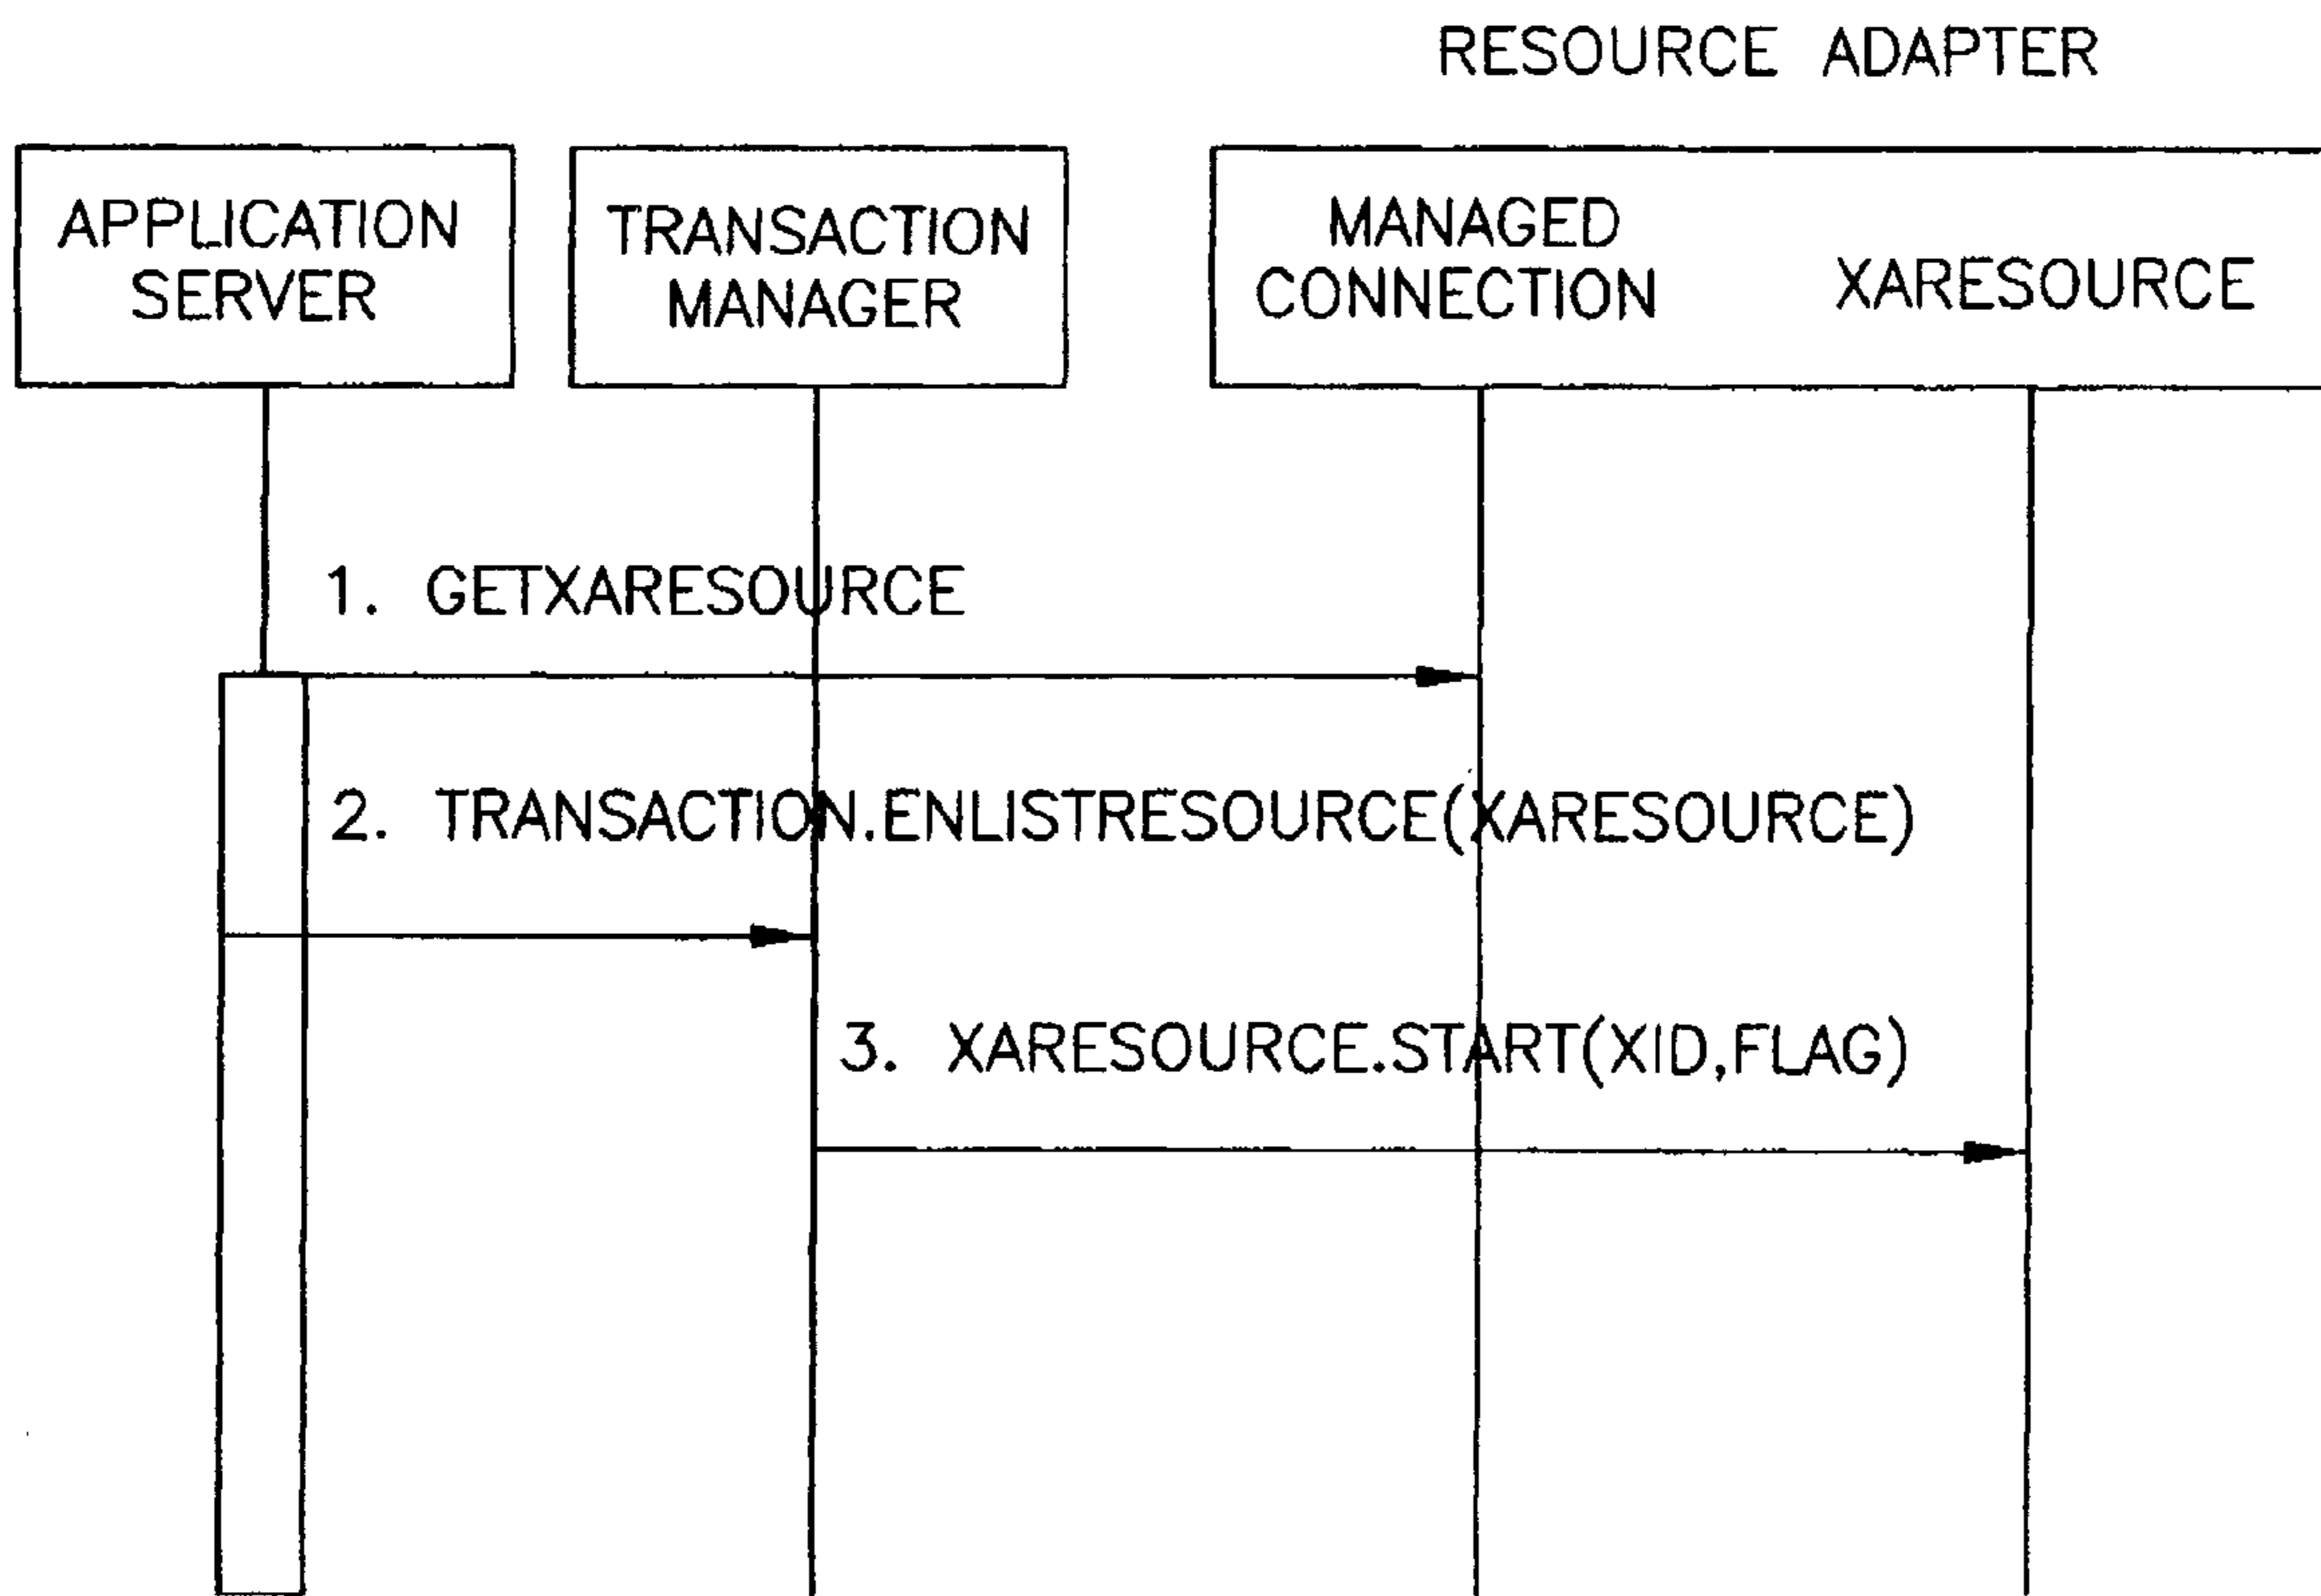 RESOURCE ADAPTER
APPLICATION
SERVER
TRANSACTION
MANAGER
MANAGED
CONNECTION
XARESOURCE
1. GETXARESOURCE
2. TRANSACTION.ENLISTRESOURCE(XARESOURCE)
3. XARESOURCE.START(XID,FLAG)